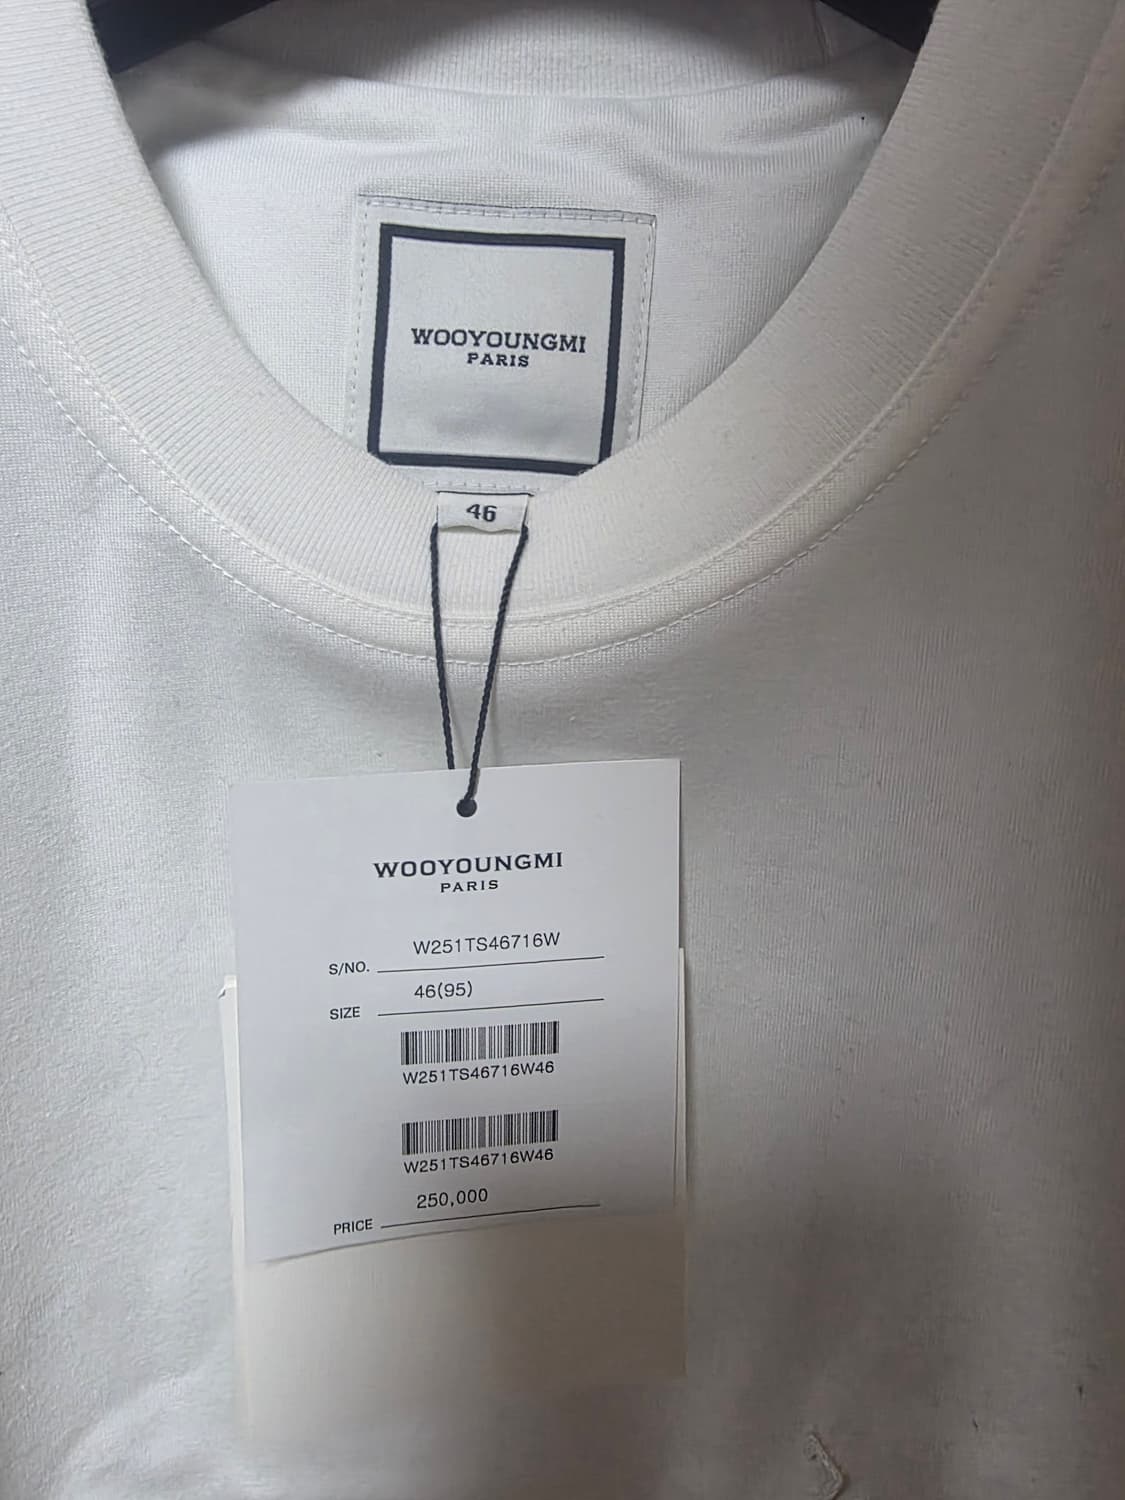 WOOYOUNGMI
PARIS
46
WOOYOUNGMI
PARIS
S/NO. W251TS46716W
SIZE 46(95)
W251TS46716W46
W251TS46716W46
PRICE 250,000